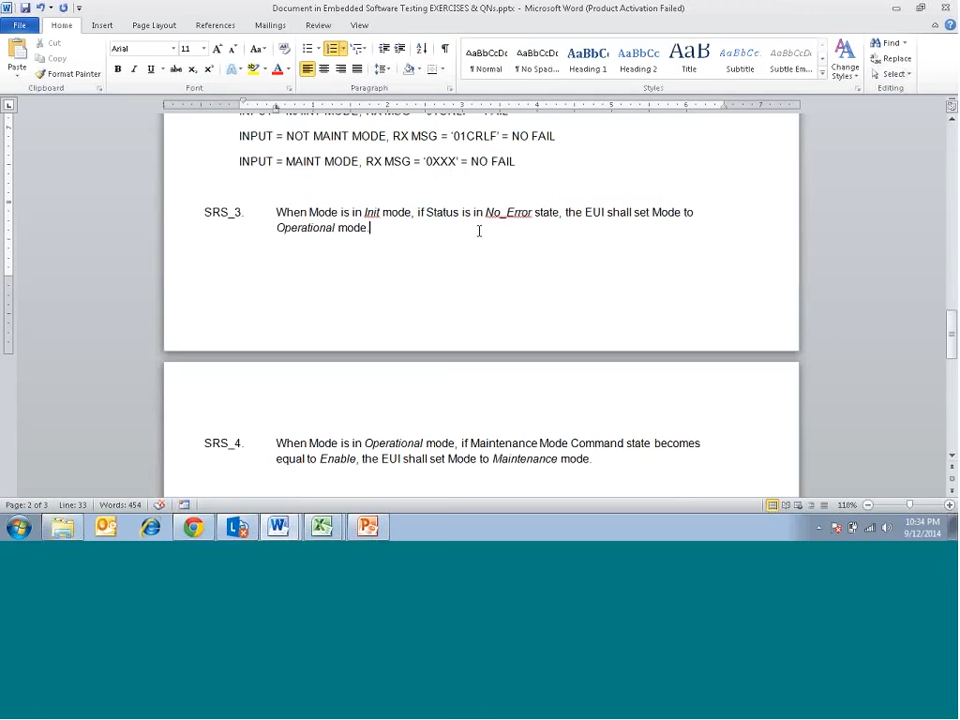 Document in Embedded Software Testing EXERCISES & QNs.pptx - Microsoft Word (Product Activation Failed)
File Home Insert Page Layout References Mailings Review View
Cut
Copy
Paste Format Painter
Arial 11
AaBbCcDc AaBbCcDc AaBbC AaBbCc AaB AaBbCc. AaBbCcDc
¶ Normal ¶ No Spac... Heading 1 Heading 2 Title Subtitle Subtle Em...
Change Styles
Find
Replace
Select
Clipboard Font Paragraph Styles Editing
INPUT = NOT MAINT MODE, RX MSG = '01CRLF' = NO FAIL
INPUT = MAINT MODE, RX MSG = '0XXX' = NO FAIL
SRS_3. When Mode is in Init mode, if Status is in No_Error state, the EUI shall set Mode to
Operational mode.
SRS_4. When Mode is in Operational mode, if Maintenance Mode Command state becomes
equal to Enable, the EUI shall set Mode to Maintenance mode.
Page: 2 of 3 Line: 33 Words: 454 118%
10:34 PM
9/12/2014